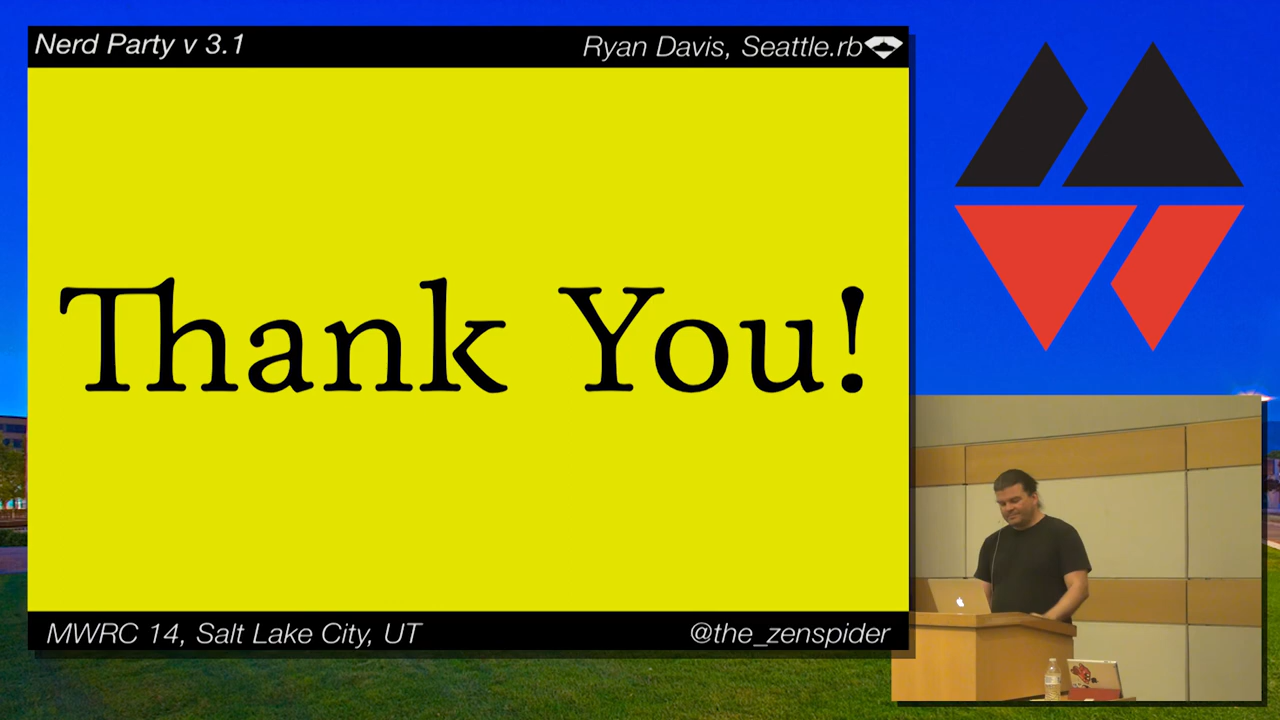 Nerd Party v 3.1
Ryan Davis, Seattle.rb
Thank You!
MWRC 14, Salt Lake City, UT
@the_zenspider